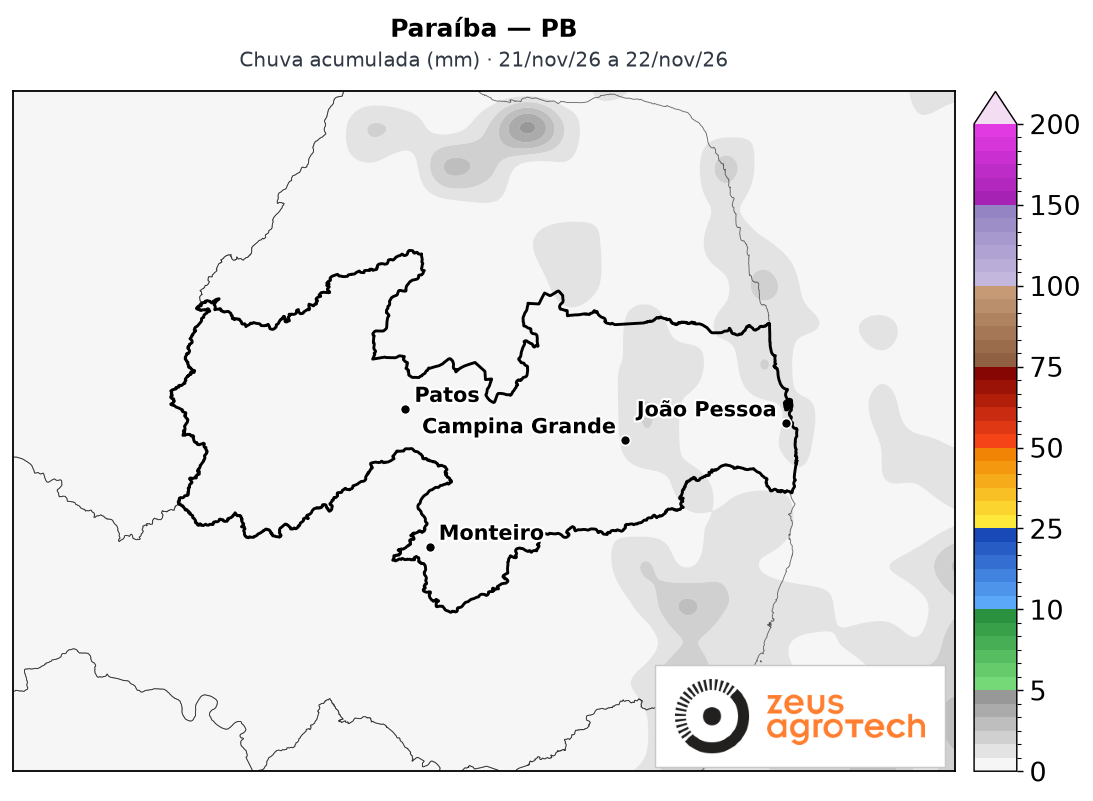 Paraíba — PB
Chuva acumulada (mm) · 21/nov/26 a 22/nov/26
200
150
100
75
50
25
10
5
0
Patos
João Pessoa
Campina Grande
Monteiro
zeus
agrotech